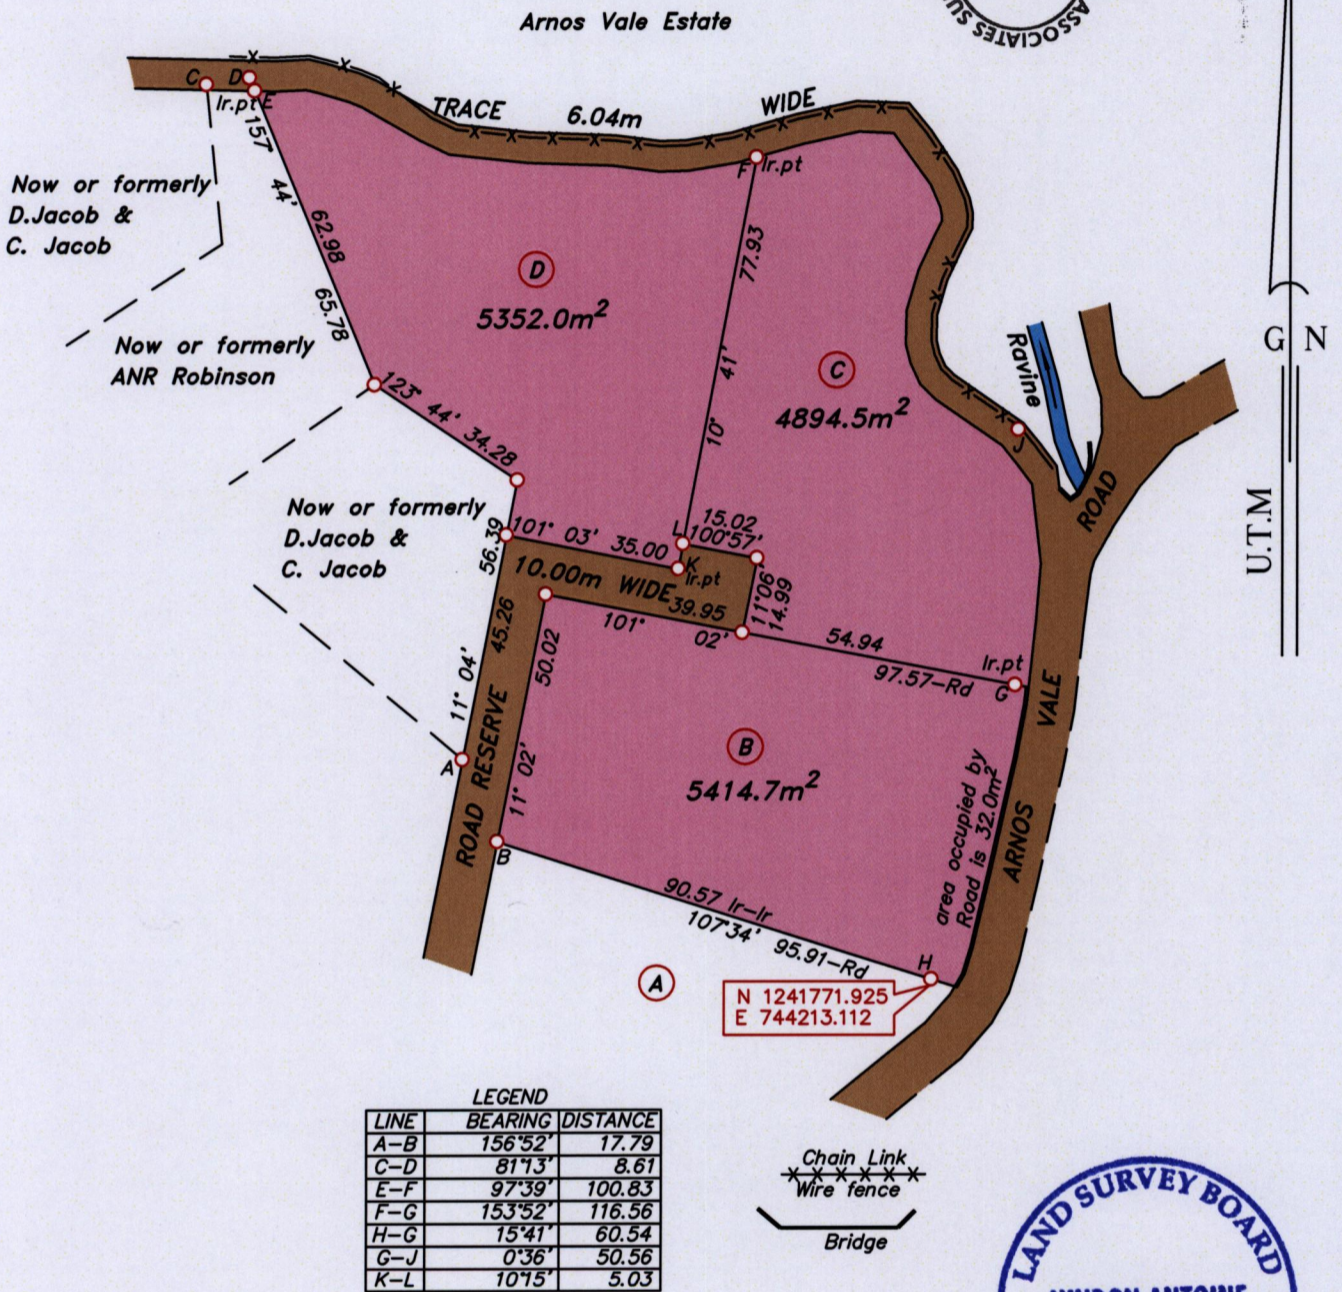 Arnos Vale Estate
ASSOCIATES SU
C
D
Ir.pt E
TRACE 6.04m WIDE
F Ir.pt
157° 44'
62.98
65.78
Now or formerly
D.Jacob &
C. Jacob
Now or formerly
ANR Robinson
D
5352.0m²
77.93
41'
10°
C
4894.5m²
Ravine
J
ROAD
G N
U.T.M
123° 44' 34.28
Now or formerly
D.Jacob &
C. Jacob
56.39
101° 03' 35.00
L
15.02
100°57'
K
Ir.pt
10.00m WIDE
39.95
11°06'
14.99
101° 02'
54.94
97.57-Rd
Ir.pt
G
45.26
50.02
11° 04'
11° 02'
A
ROAD RESERVE
B
B
5414.7m²
area occupied by
Road is 32.0m²
ARNOS VALE
90.57 Ir-Ir
107°34' 95.91-Rd
H
A
N 1241771.925
E 744213.112
LEGEND
LINE BEARING DISTANCE
A-B 156°52' 17.79
C-D 81°13' 8.61
E-F 97°39' 100.83
F-G 153°52' 116.56
H-G 15°41' 60.54
G-J 0°36' 50.56
K-L 10°15' 5.03
Chain Link
Wire fence
Bridge
LAND SURVEY BOARD